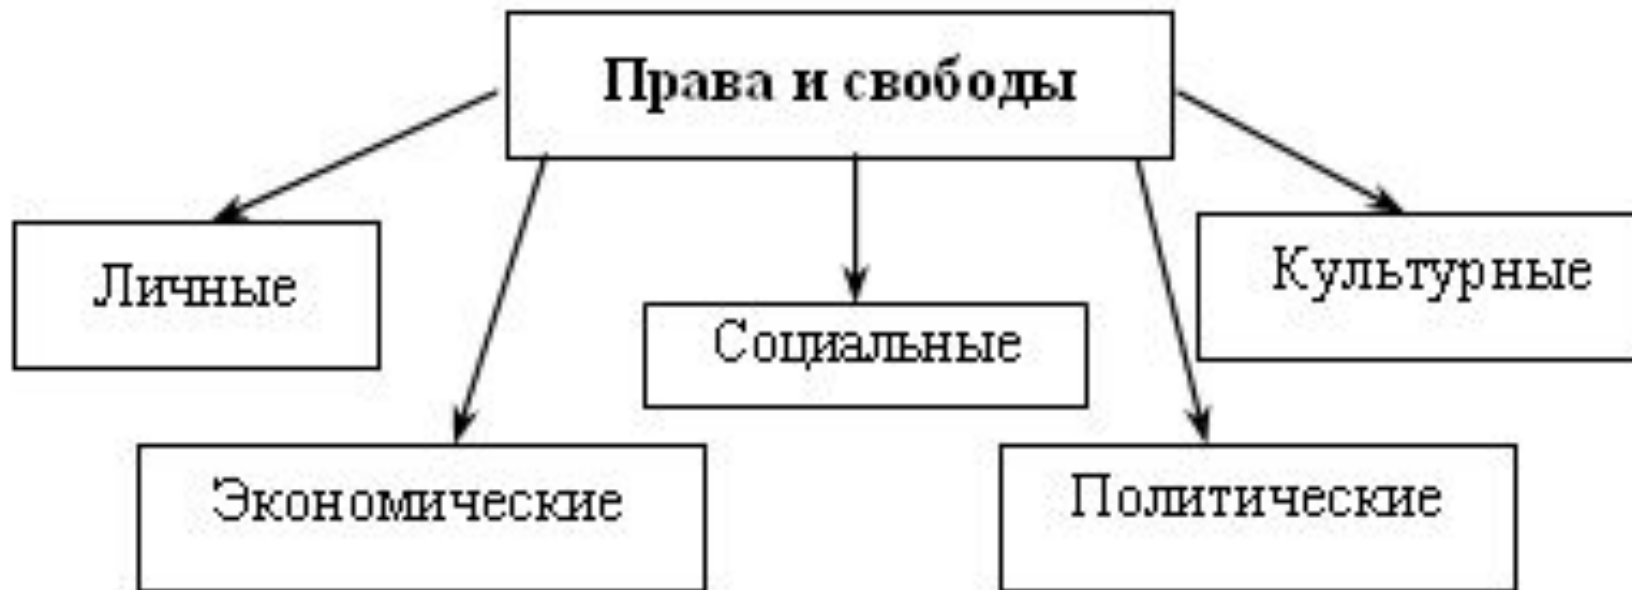 Права и свободы
Личные
Культурные
Социальные
Экономические
Политические